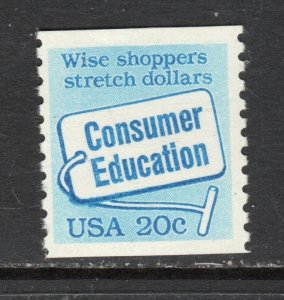 Wise shoppers
stretch dollars
Consumer
Education
USA 20c